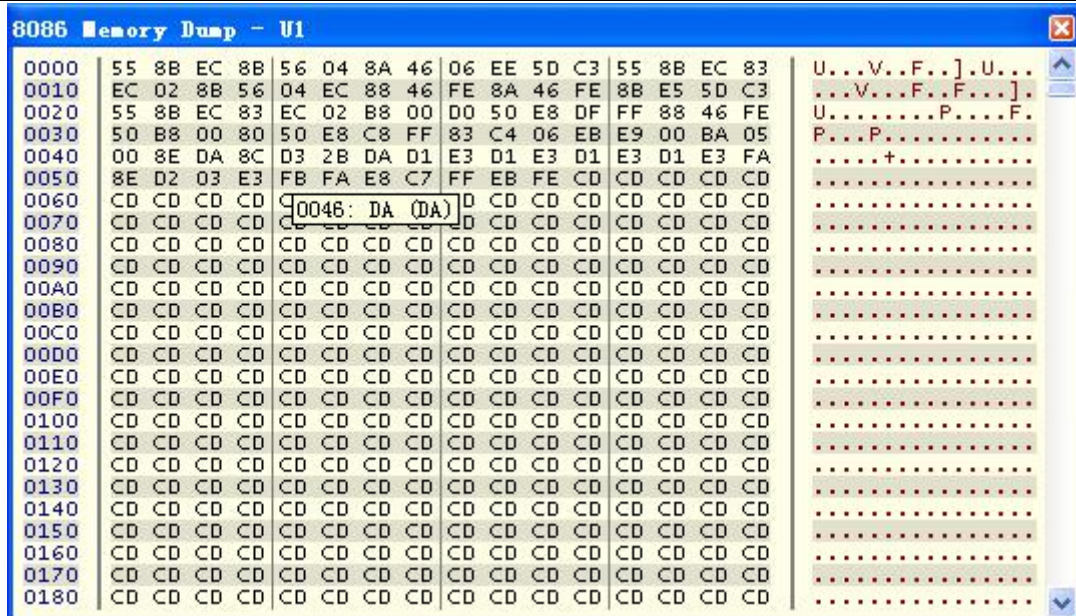 8086 Memory Dump - U1
0000 55 8B EC 8B 56 04 8A 46 06 EE 5D C3 55 8B EC 83 U...V..F..].U...
0010 EC 02 8B 56 04 EC 88 46 FE 8A 46 FE 8B E5 5D C3 ...V...F..F...].
0020 55 8B EC 83 EC 02 B8 00 D0 50 E8 DF FF 88 46 FE U........P....F.
0030 50 B8 00 80 50 E8 C8 FF 83 C4 06 EB E9 00 BA 05 P...P...........
0040 00 8E DA 8C D3 2B DA D1 E3 D1 E3 D1 E3 D1 E3 FA .....+..........
0050 8E D2 03 E3 FB FA E8 C7 FF EB FE CD CD CD CD CD ................
0060 CD CD CD CD CD CD CD CD CD CD CD ................
0046: DA (DA)
0070 CD CD CD CD CD CD CD CD CD CD CD ................
0080 CD CD CD CD CD CD CD CD CD CD CD CD CD CD CD CD ................
0090 CD CD CD CD CD CD CD CD CD CD CD CD CD CD CD CD ................
00A0 CD CD CD CD CD CD CD CD CD CD CD CD CD CD CD CD ................
00B0 CD CD CD CD CD CD CD CD CD CD CD CD CD CD CD CD ................
00C0 CD CD CD CD CD CD CD CD CD CD CD CD CD CD CD CD ................
00D0 CD CD CD CD CD CD CD CD CD CD CD CD CD CD CD CD ................
00E0 CD CD CD CD CD CD CD CD CD CD CD CD CD CD CD CD ................
00F0 CD CD CD CD CD CD CD CD CD CD CD CD CD CD CD CD ................
0100 CD CD CD CD CD CD CD CD CD CD CD CD CD CD CD CD ................
0110 CD CD CD CD CD CD CD CD CD CD CD CD CD CD CD CD ................
0120 CD CD CD CD CD CD CD CD CD CD CD CD CD CD CD CD ................
0130 CD CD CD CD CD CD CD CD CD CD CD CD CD CD CD CD ................
0140 CD CD CD CD CD CD CD CD CD CD CD CD CD CD CD CD ................
0150 CD CD CD CD CD CD CD CD CD CD CD CD CD CD CD CD ................
0160 CD CD CD CD CD CD CD CD CD CD CD CD CD CD CD CD ................
0170 CD CD CD CD CD CD CD CD CD CD CD CD CD CD CD CD ................
0180 CD CD CD CD CD CD CD CD CD CD CD CD CD CD CD CD ................